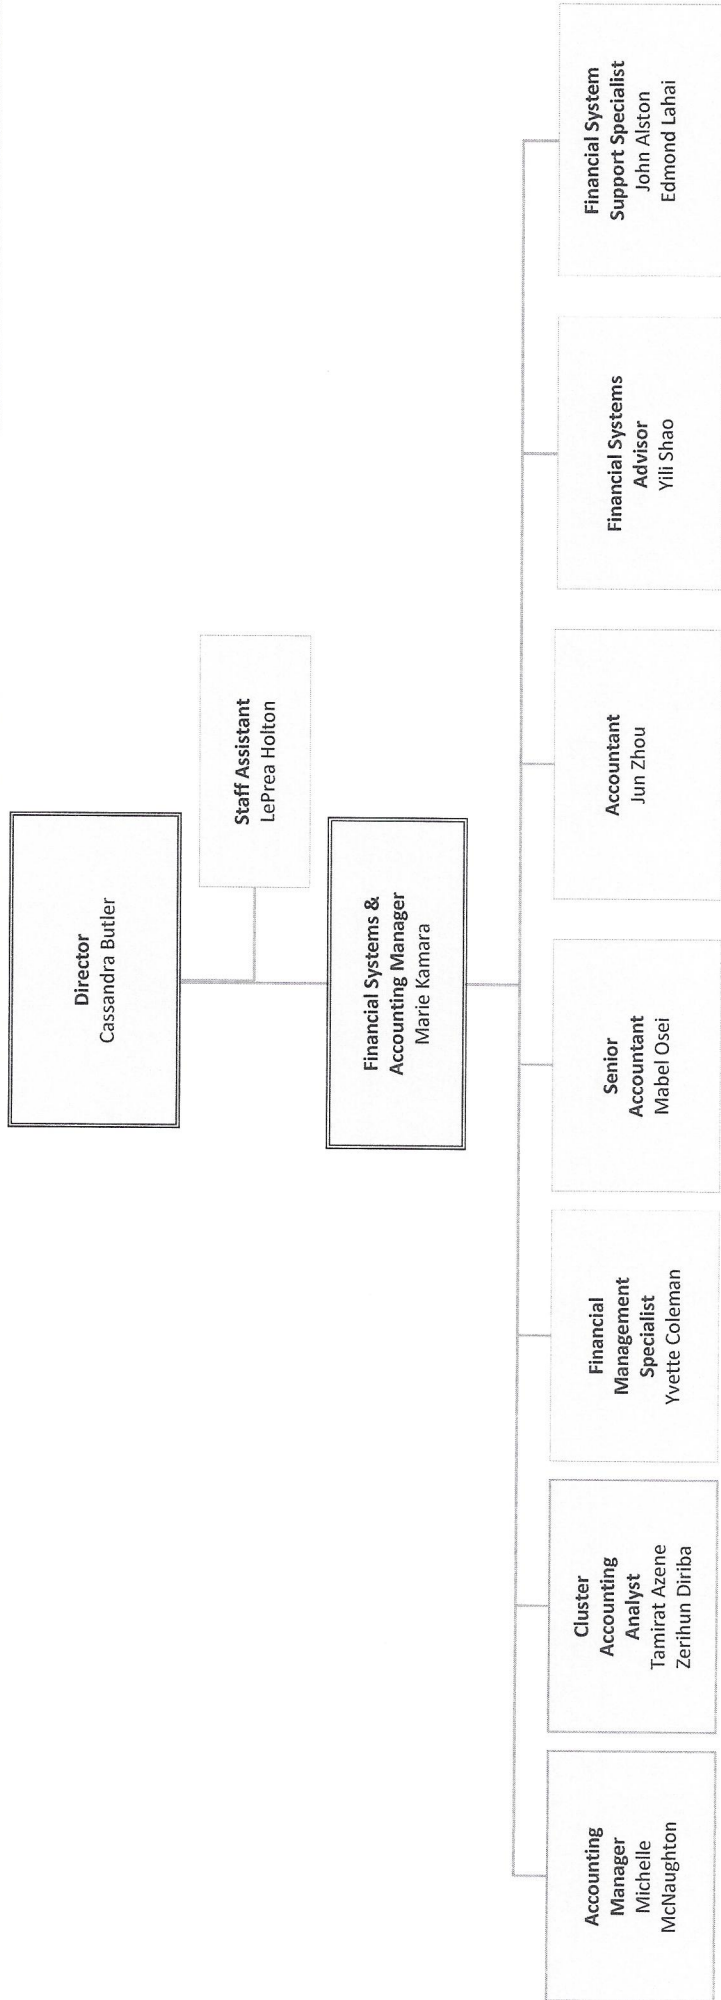 Director
Cassandra Butler
Staff Assistant
LePrea Holton
Financial Systems &
Accounting Manager
Marie Kamara
Accounting
Manager
Michelle
McNaughton
Cluster
Accounting
Analyst
Tamirat Azene
Zerihun Diriba
Financial
Management
Specialist
Yvette Coleman
Senior
Accountant
Mabel Osei
Accountant
Jun Zhou
Financial Systems
Advisor
Yili Shao
Financial System
Support Specialist
John Alston
Edmond Lahai